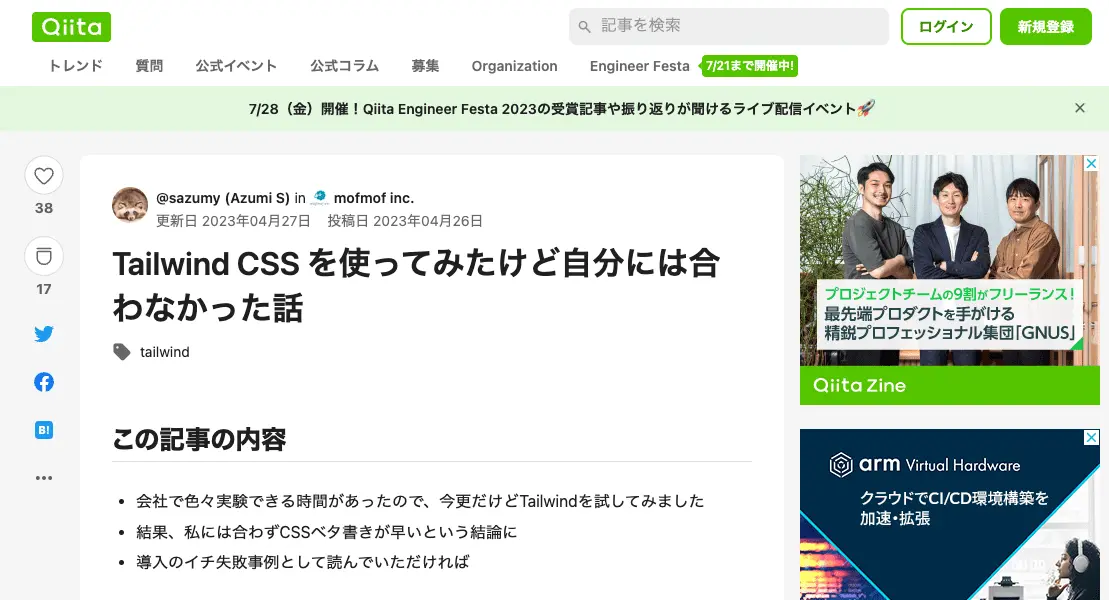 Qiita
記事を検索
ログイン
新規登録
トレンド 質問 公式イベント 公式コラム 募集 Organization Engineer Festa 7/21まで開催中!
7/28（金）開催！Qiita Engineer Festa 2023の受賞記事や振り返りが聞けるライブ配信イベント🚀
38
17
B!
@sazumy (Azumi S) in mofmof inc.
更新日 2023年04月27日 投稿日 2023年04月26日
Tailwind CSS を使ってみたけど自分には合
わなかった話
tailwind
この記事の内容
会社で色々実験できる時間があったので、今更だけどTailwindを試してみました
結果、私には合わずCSSベタ書きが早いという結論に
導入のイチ失敗事例として読んでいただければ
プロジェクトチームの9割がフリーランス！
最先端プロダクトを手がける
精鋭プロフェッショナル集団「GNUS」
Qiita Zine
arm Virtual Hardware
クラウドでCI/CD環境構築を
加速・拡張